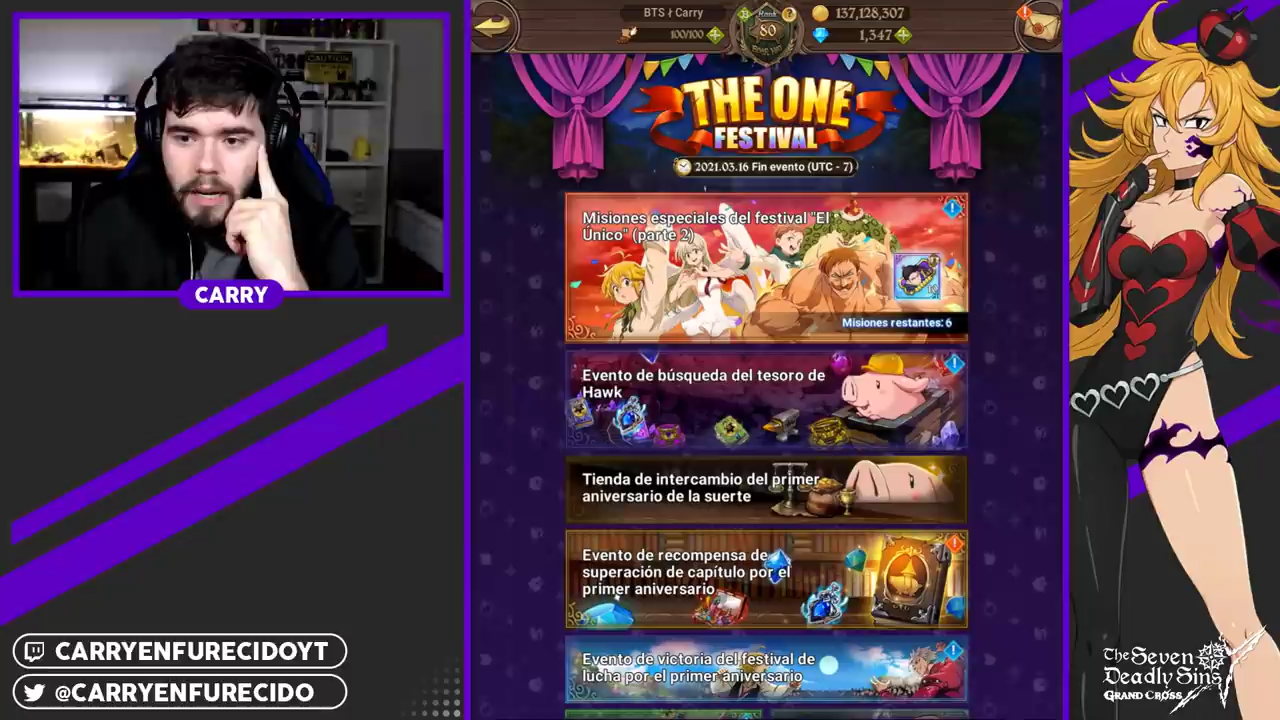 CAUTION
CARRY
CARRYENFURECIDOYT
@CARRYENFURECIDO
BTS ⟊ Carry
100/100
33
Rank
80
?
137,128,307
1,347
THE ONE
FESTIVAL
2021.03.16 Fin evento (UTC - 7)
Misiones especiales del festival "El
Único" (parte 2)
Misiones restantes: 6
Evento de búsqueda del tesoro de
Hawk
Tienda de intercambio del primer
aniversario de la suerte
Evento de recompensa de
superación de capítulo por el
primer aniversario
Evento de victoria del festival de
lucha por el primer aniversario
The Seven
Deadly Sins
GRAND CROSS